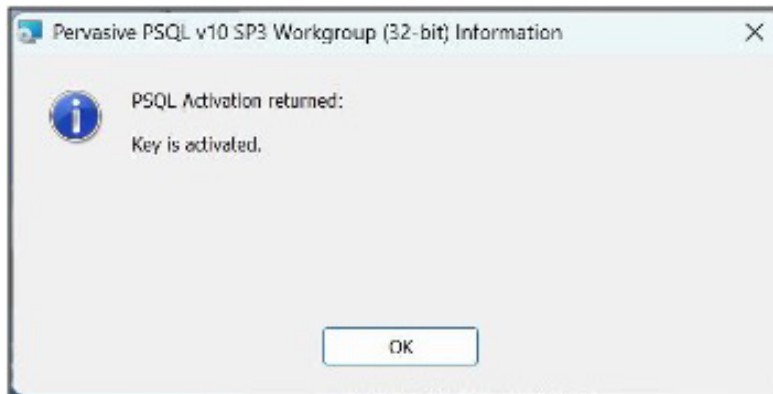 Pervasive PSQL v10 SP3 Workgroup (32-bit) Information
PSQL Activation returned:
Key is activated.
OK